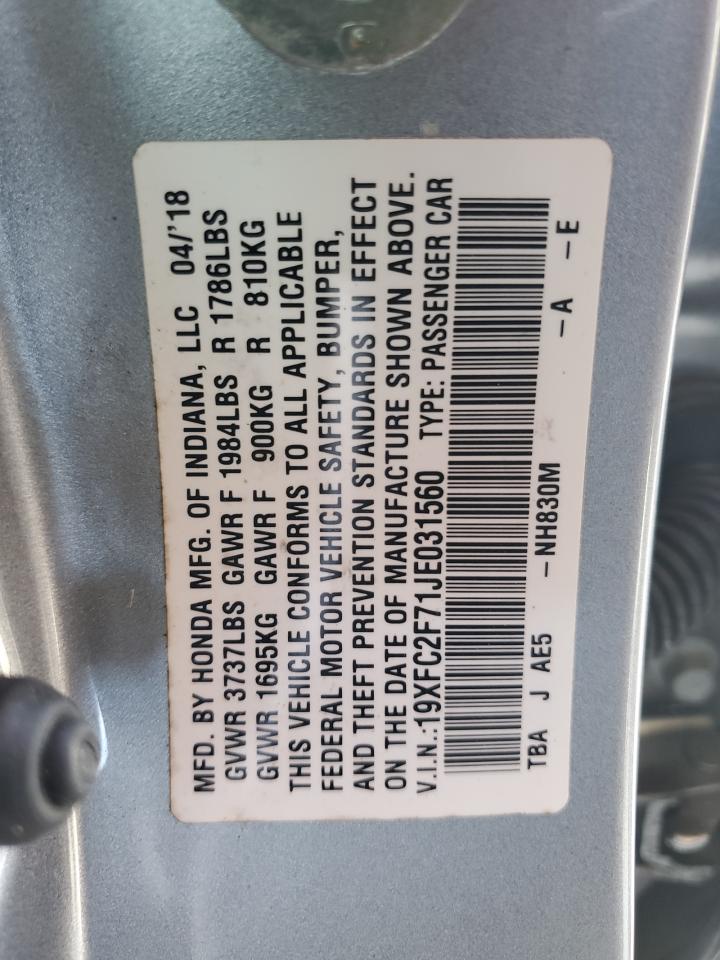 MFD. BY HONDA MFG. OF INDIANA, LLC 04/'18
GVWR 3737LBS GAWR F 1984LBS R 1786LBS
GVWR 1695KG GAWR F 900KG R 810KG
THIS VEHICLE CONFORMS TO ALL APPLICABLE
FEDERAL MOTOR VEHICLE SAFETY, BUMPER,
AND THEFT PREVENTION STANDARDS IN EFFECT
ON THE DATE OF MANUFACTURE SHOWN ABOVE.
V.I.N.:19XFC2F71JE031560 TYPE: PASSENGER CAR
TBA J AE5 -NH830M -A -E